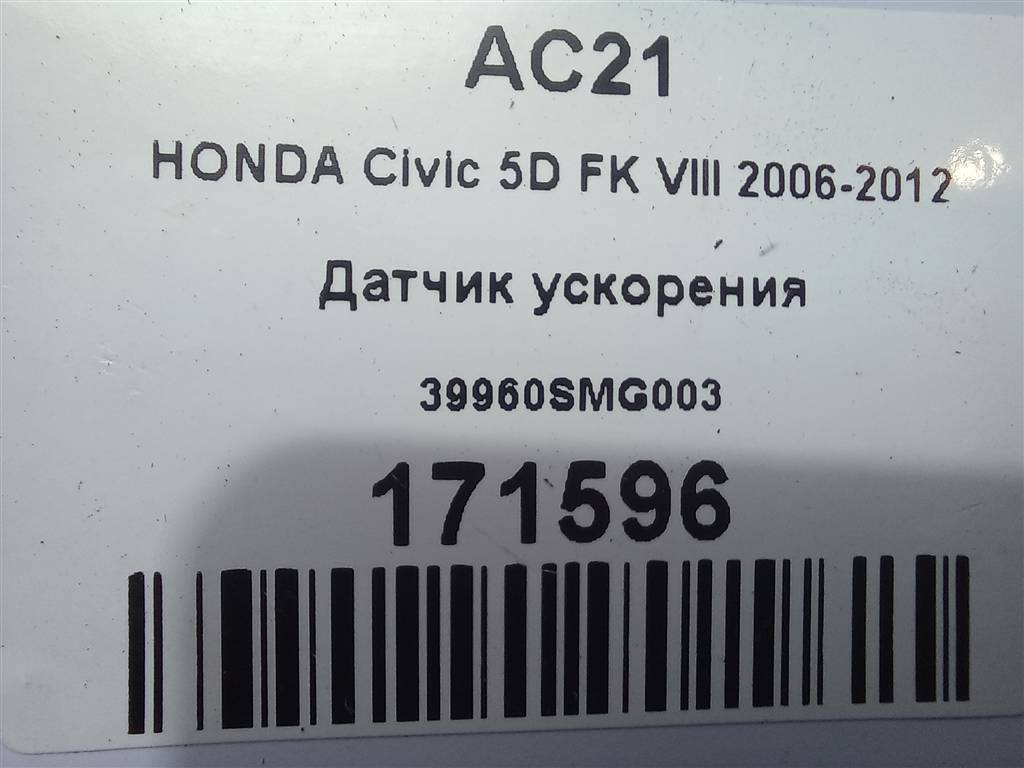 AC21
HONDA Civic 5D FK VIII 2006-2012
Датчик ускорения
39960SMG003
171596